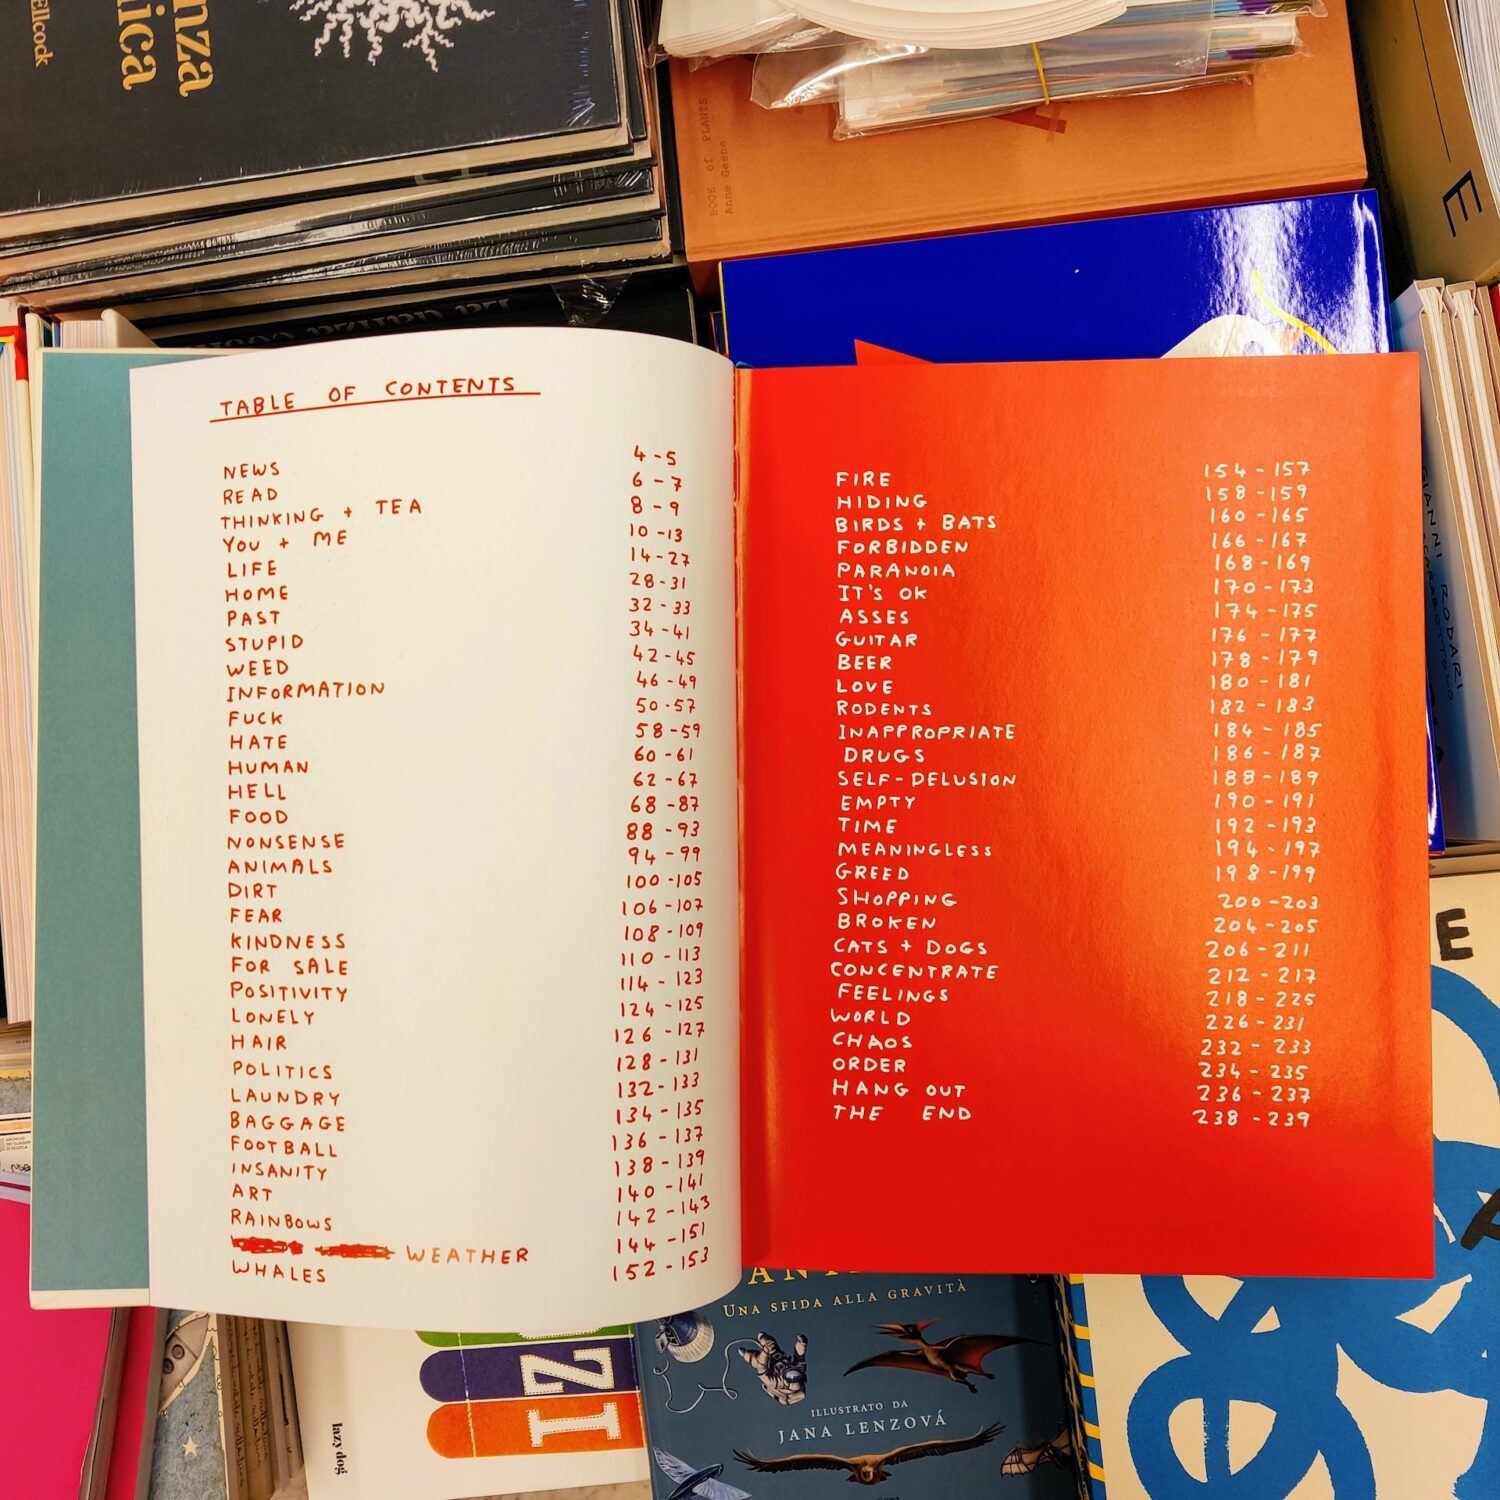 Ellcock
nza
ica
BOOK of PLANTS
Anne Geene
E
TABLE OF CONTENTS
NEWS 4-5
READ 6-7
THINKING + TEA 8-9
YOU + ME 10-13
LIFE 14-27
HOME 28-31
PAST 32-33
STUPID 34-41
WEED 42-45
INFORMATION 46-49
FUCK 50-57
HATE 58-59
HUMAN 60-61
HELL 62-67
FOOD 68-87
NONSENSE 88-93
ANIMALS 94-99
DIRT 100-105
FEAR 106-107
KINDNESS 108-109
FOR SALE 110-113
POSITIVITY 114-123
LONELY 124-125
HAIR 126-127
POLITICS 128-131
LAUNDRY 132-133
BAGGAGE 134-135
FOOTBALL 136-137
INSANITY 138-139
ART 140-141
RAINBOWS 142-143
WEATHER 144-151
WHALES 152-153
FIRE 154-157
HIDING 158-159
BIRDS + BATS 160-165
FORBIDDEN 166-167
PARANOIA 168-169
IT'S OK 170-173
ASSES 174-175
GUITAR 176-177
BEER 178-179
LOVE 180-181
RODENTS 182-183
INAPPROPRIATE 184-185
DRUGS 186-187
SELF-DELUSION 188-189
EMPTY 190-191
TIME 192-193
MEANINGLESS 194-197
GREED 198-199
SHOPPING 200-203
BROKEN 204-205
CATS + DOGS 206-211
CONCENTRATE 212-217
FEELINGS 218-225
WORLD 226-231
CHAOS 232-233
ORDER 234-235
HANG OUT 236-237
THE END 238-239
GIANNI RODARI
E
UNA SFIDA ALLA GRAVITÀ
ILLUSTRATO DA
JANA LENZOVÁ
lazy dog
IZ